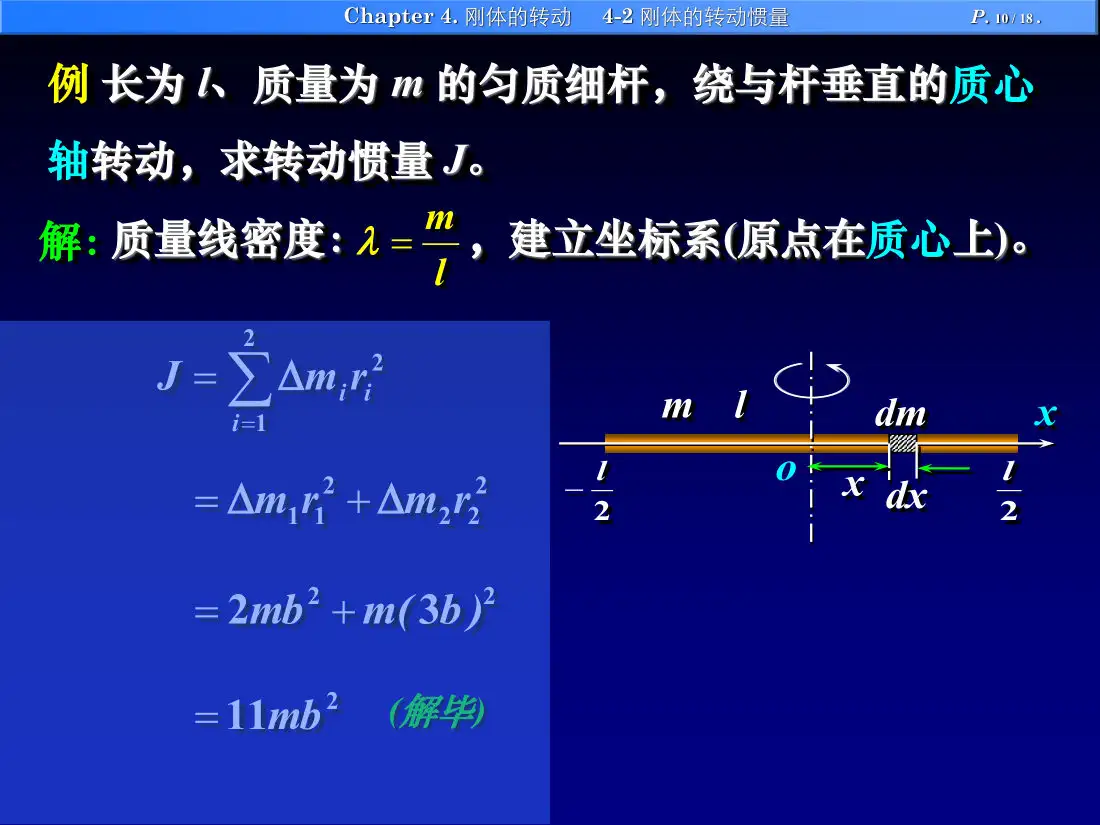 Chapter 4. 刚体的转动 4-2 刚体的转动惯量 P. 10 / 18 .
例 长为 l、质量为 m 的匀质细杆，绕与杆垂直的质心
轴转动，求转动惯量 J。
解: 质量线密度: λ = m/l ，建立坐标系(原点在质心上)。
J = ∑_{i=1}^{2} Δm_i r_i^2
= Δm_1 r_1^2 + Δm_2 r_2^2
= 2mb^2 + m(3b)^2
= 11mb^2 (解毕)
m l dm x
o
-l/2 x dx l/2